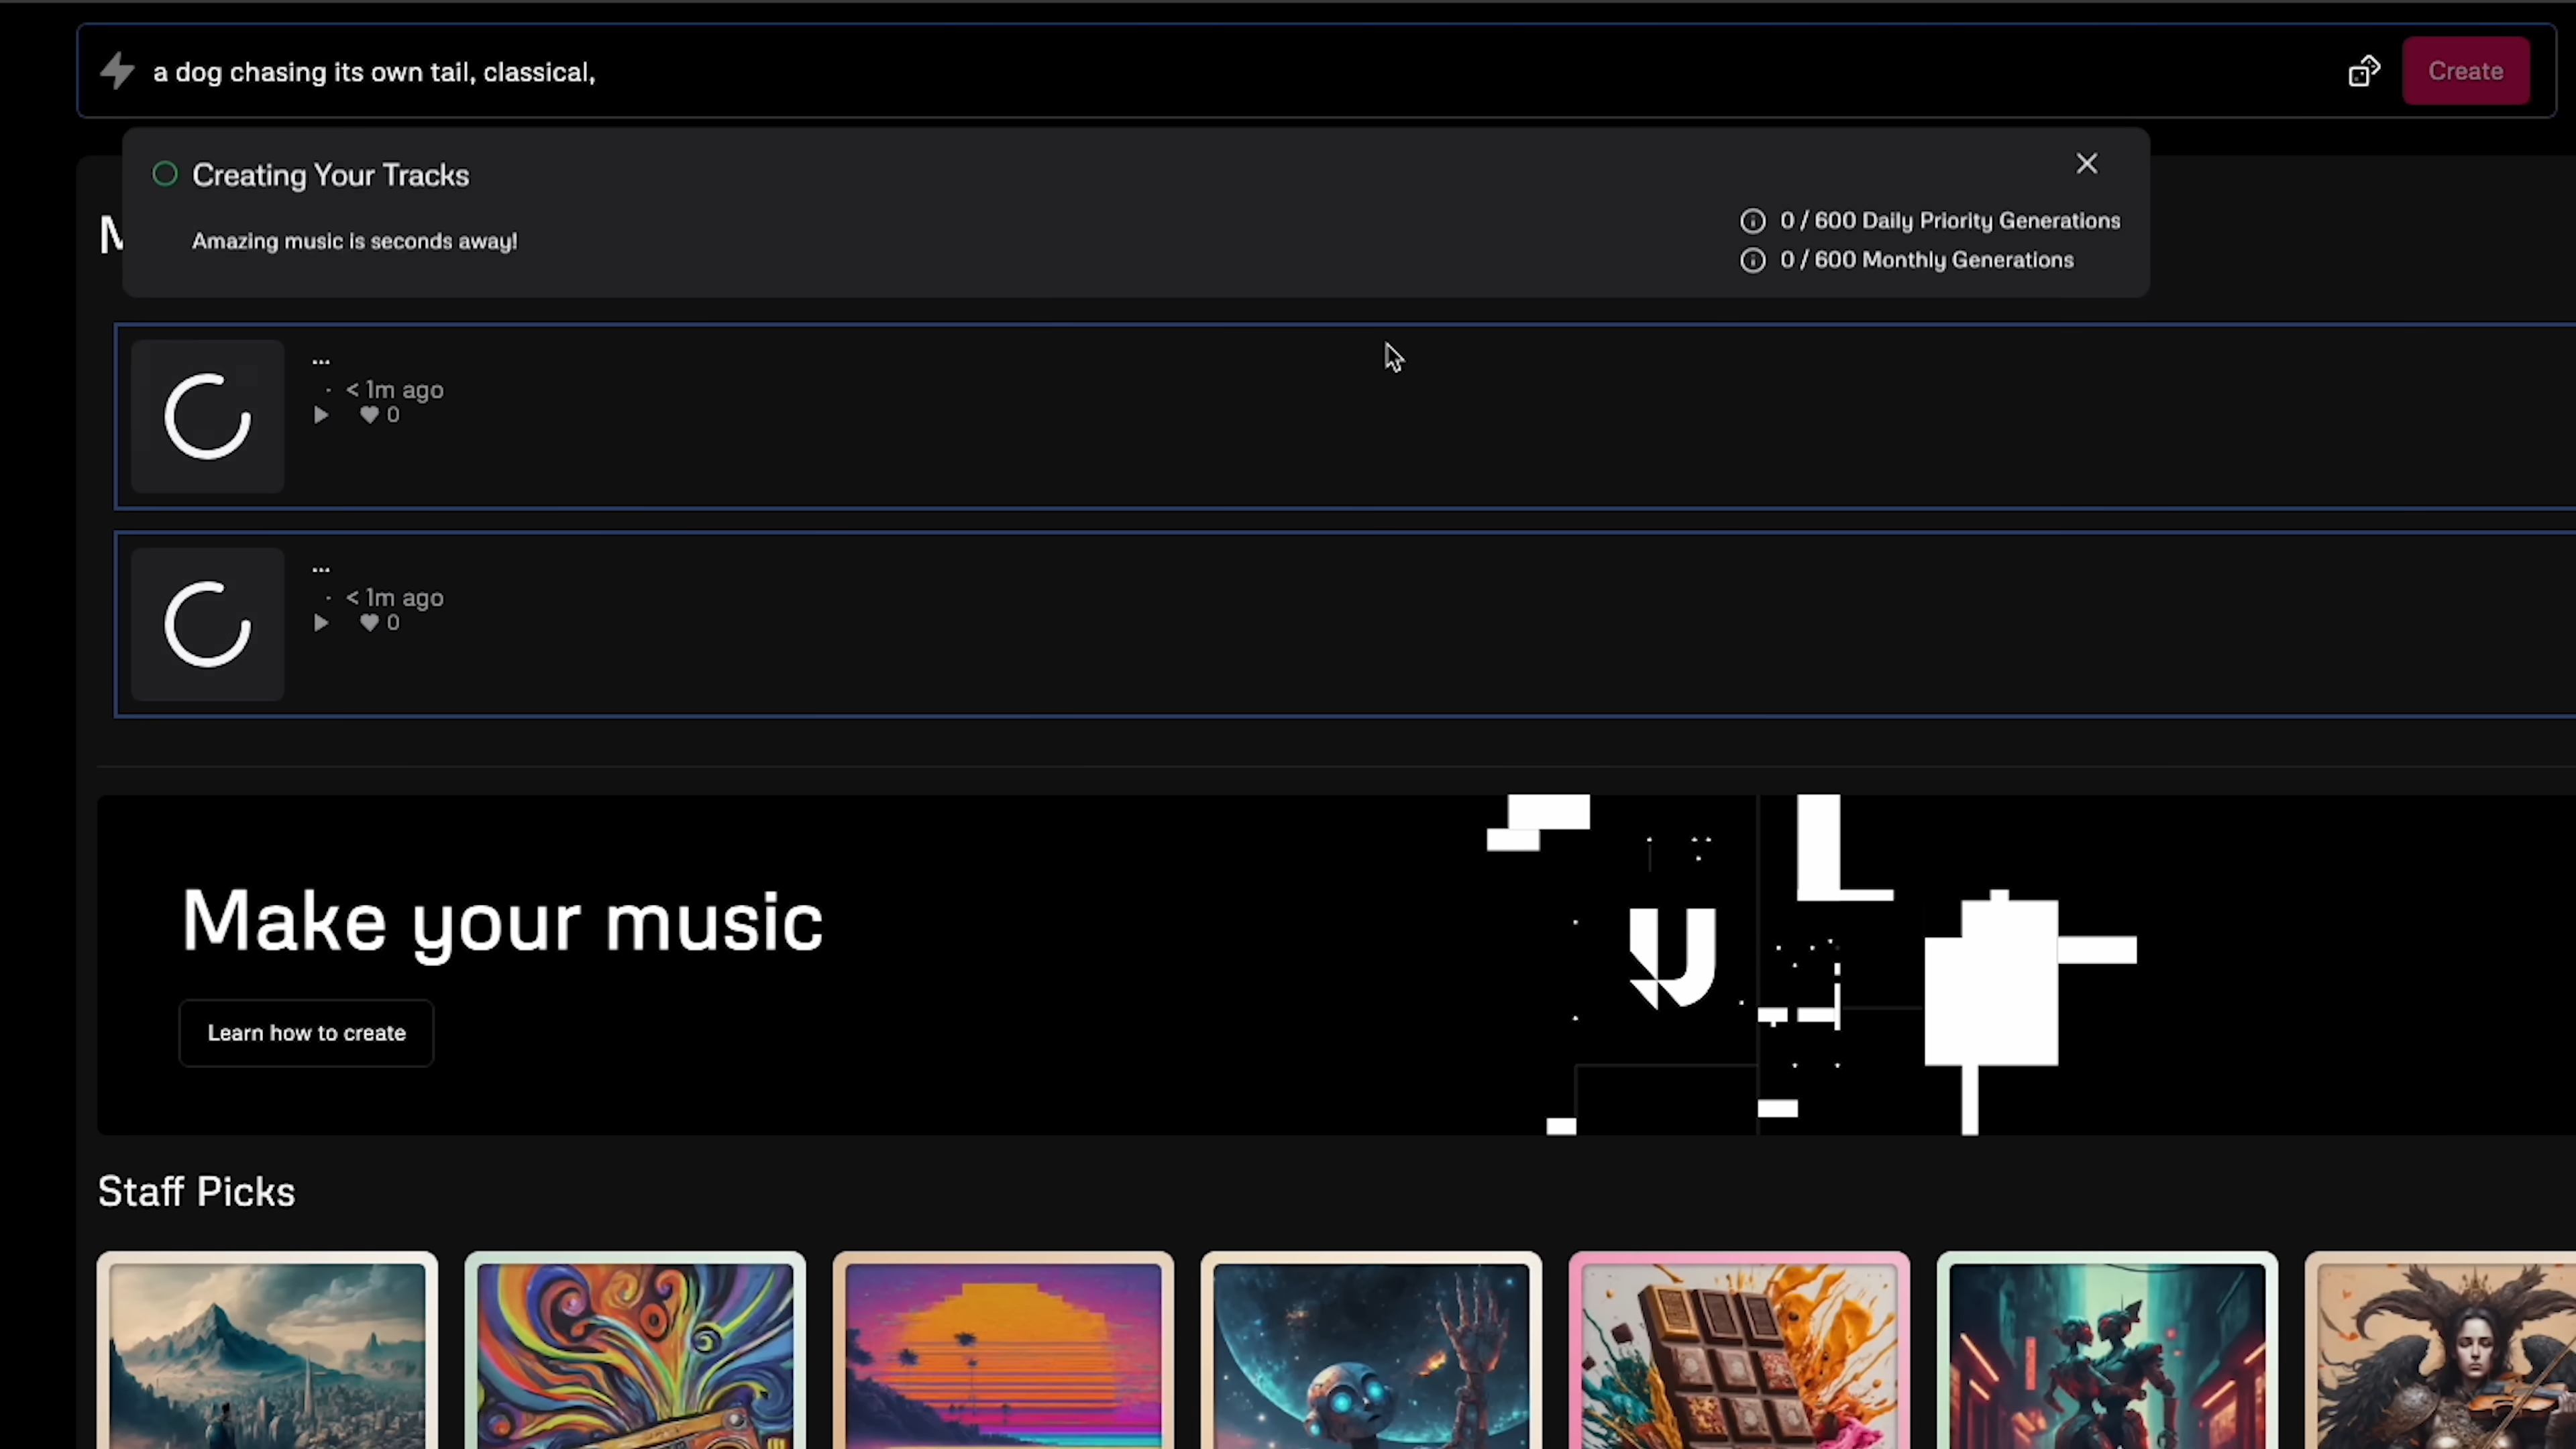 a dog chasing its own tail, classical,
Create
Creating Your Tracks
Amazing music is seconds away!
0 / 600 Daily Priority Generations
0 / 600 Monthly Generations
...
· < 1m ago
0
...
· < 1m ago
0
Make your music
Learn how to create
Staff Picks